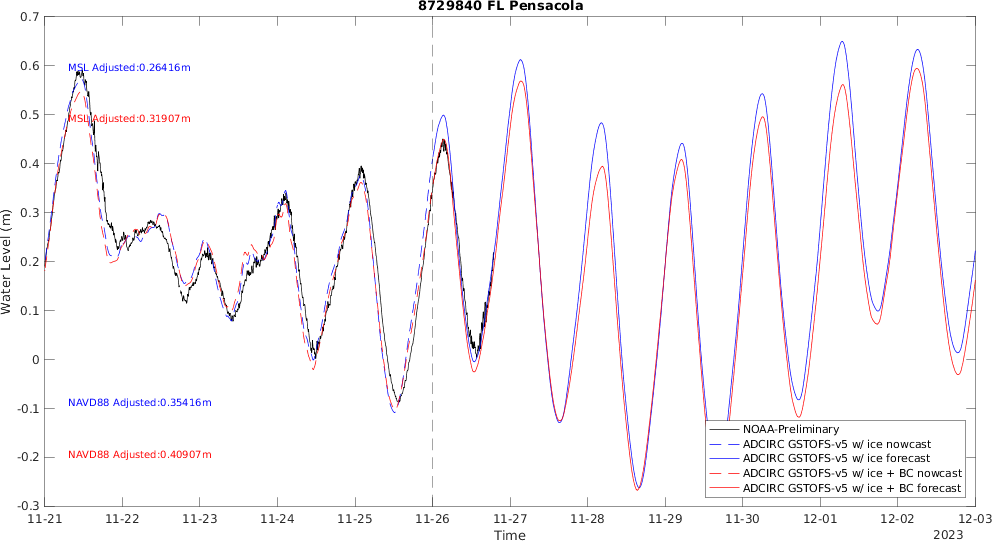 8729840 FL Pensacola
0.7
0.6
0.5
0.4
0.3
0.2
0.1
0
-0.1
-0.2
-0.3
Water Level (m)
MSL Adjusted:0.26416m
MSL Adjusted:0.31907m
NAVD88 Adjusted:0.35416m
NAVD88 Adjusted:0.40907m
NOAA-Preliminary
ADCIRC GSTOFS-v5 w/ ice nowcast
ADCIRC GSTOFS-v5 w/ ice forecast
ADCIRC GSTOFS-v5 w/ ice + BC nowcast
ADCIRC GSTOFS-v5 w/ ice + BC forecast
11-21 11-22 11-23 11-24 11-25 11-26 11-27 11-28 11-29 11-30 12-01 12-02 12-03
Time
2023